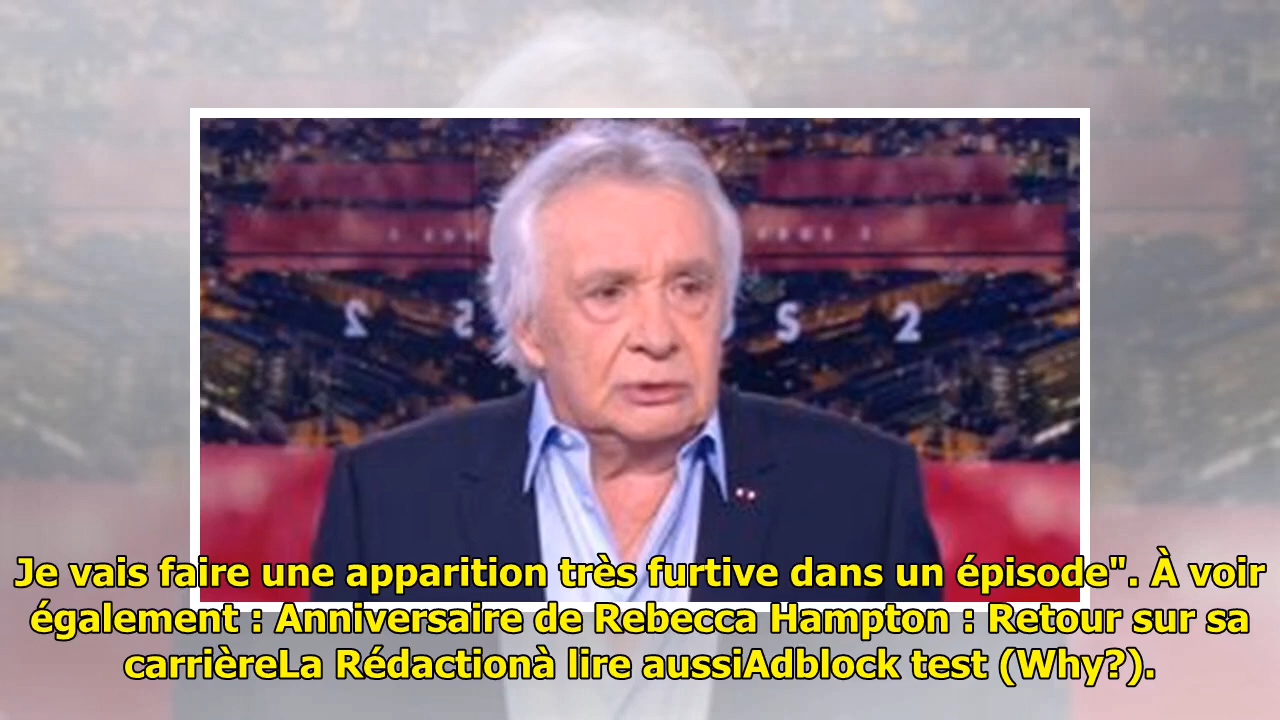 Je vais faire une apparition très furtive dans un épisode". À voir
également : Anniversaire de Rebecca Hampton : Retour sur sa
carrièreLa Rédactionà lire aussiAdblock test (Why?).